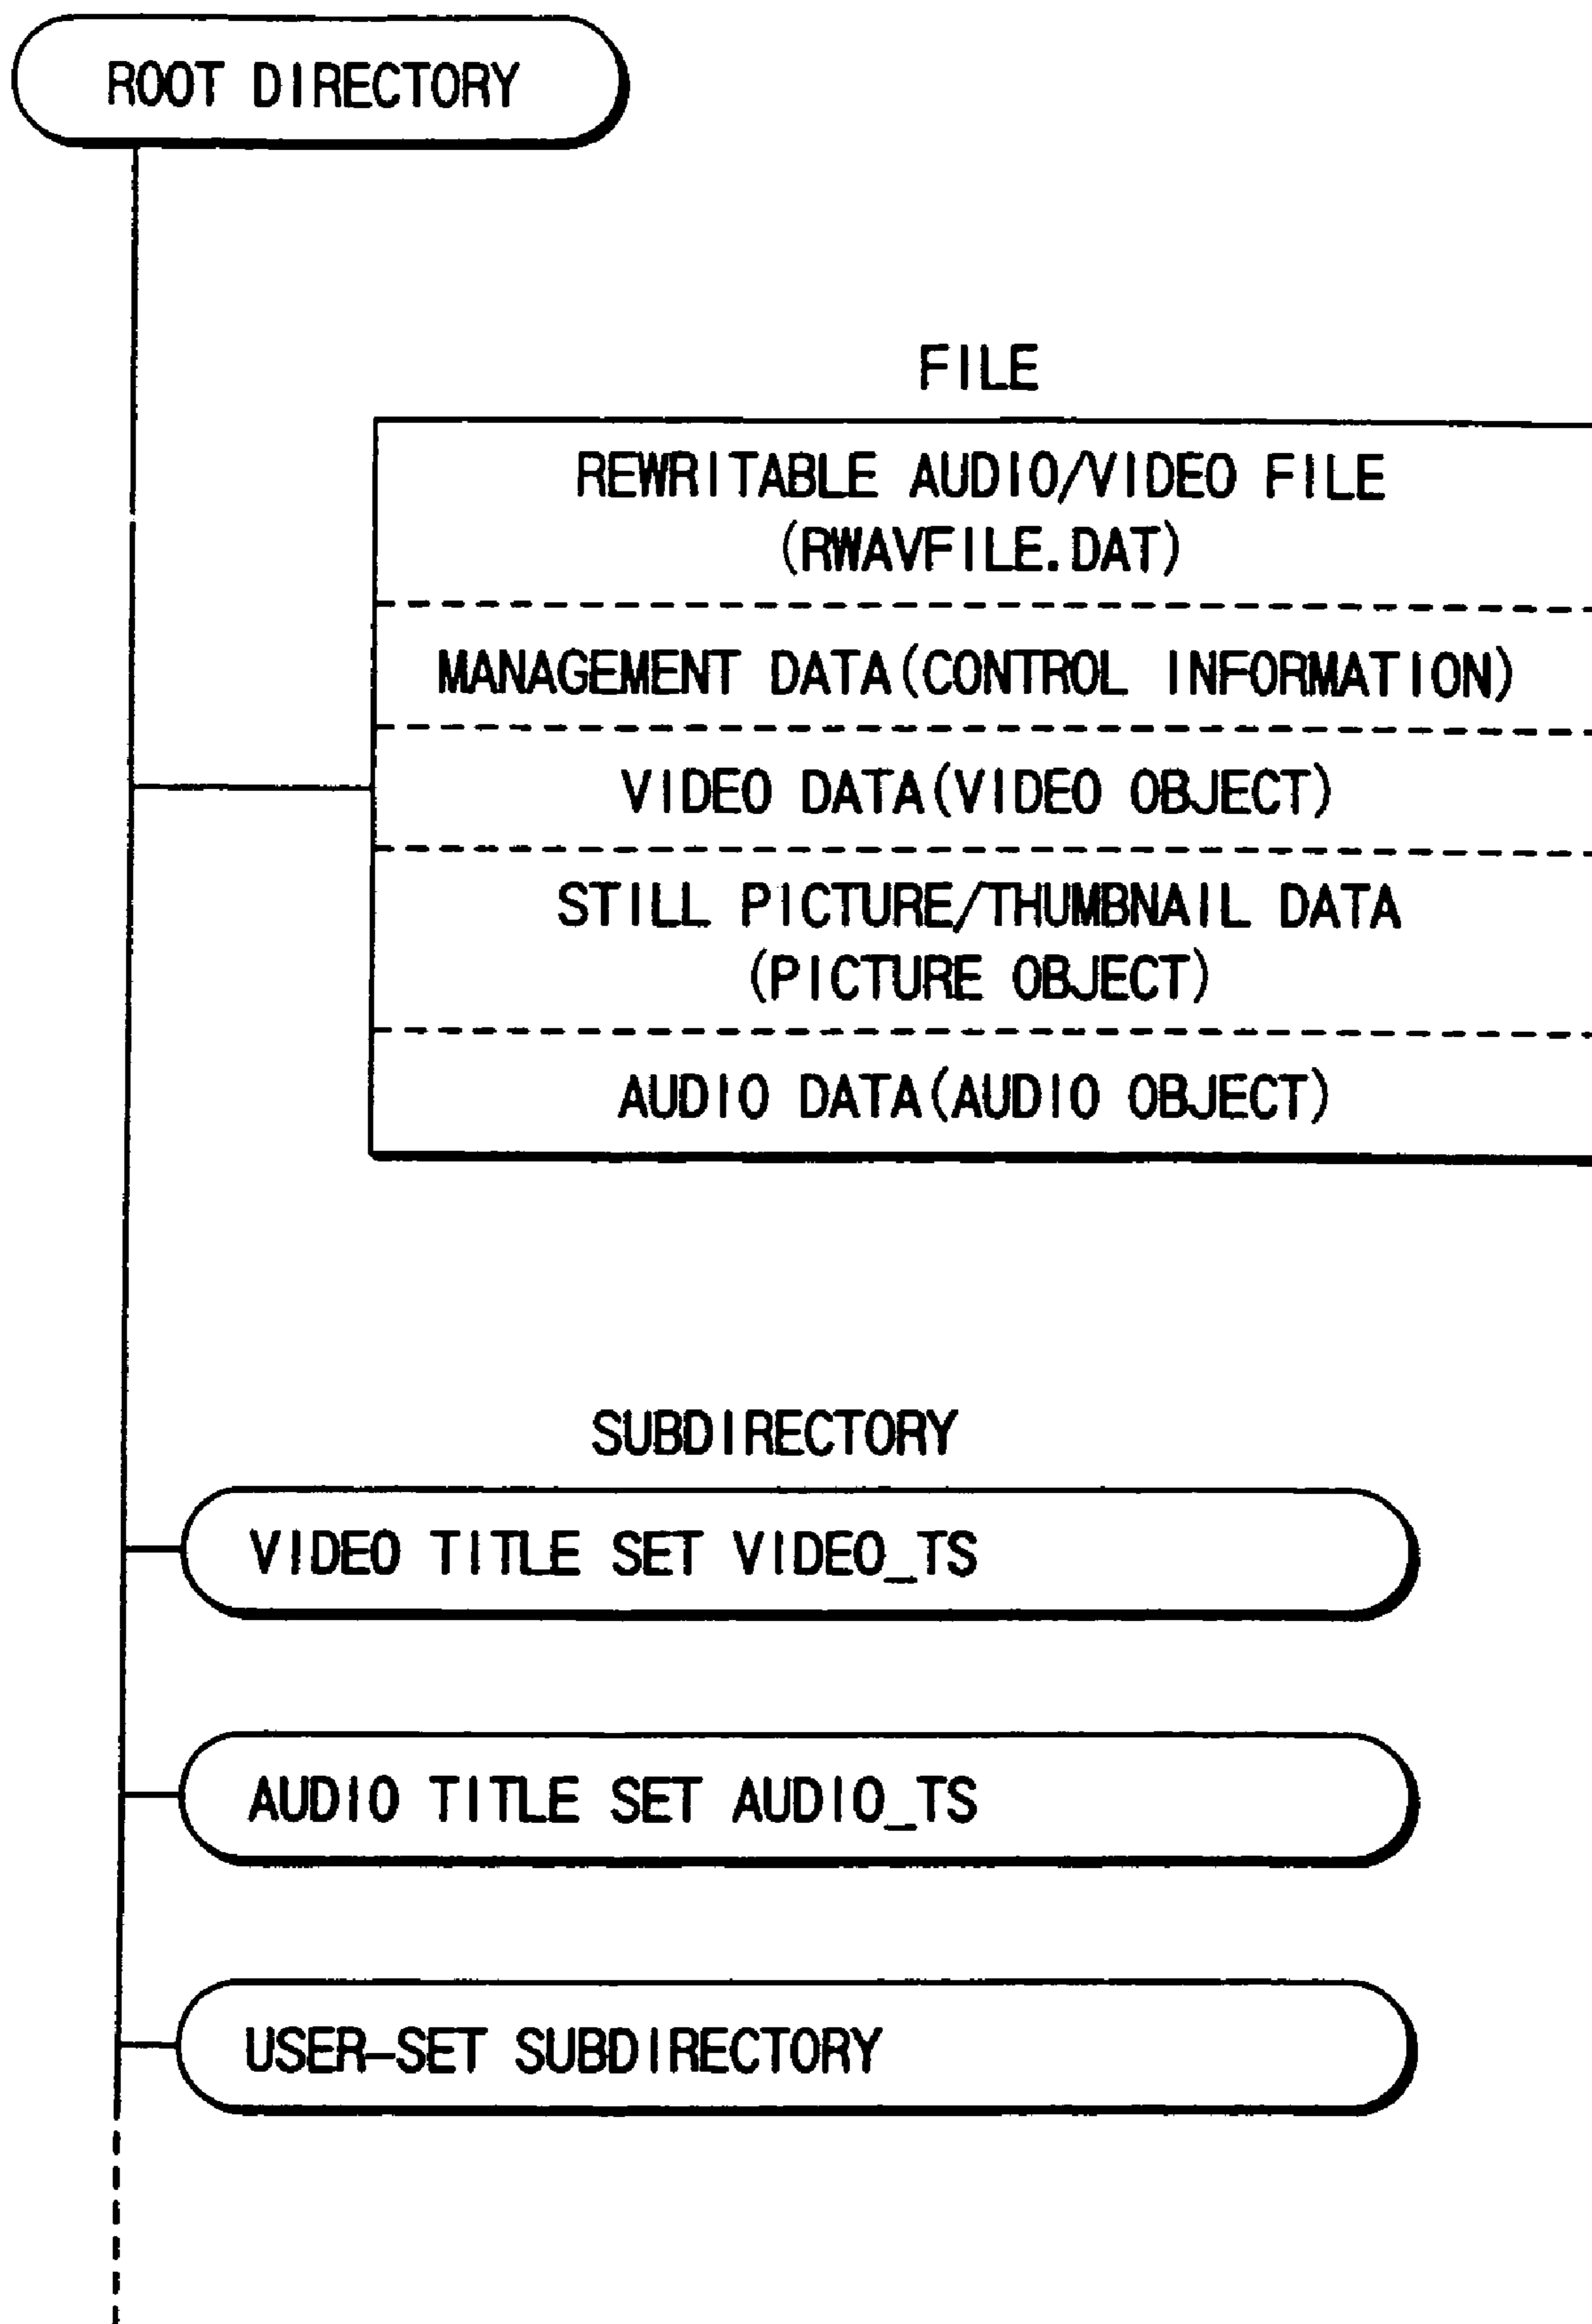 ROOT DIRECTORY
FILE
REWRITABLE AUDIO/VIDEO FILE
(RWAVFILE.DAT)
MANAGEMENT DATA(CONTROL INFORMATION)
VIDEO DATA(VIDEO OBJECT)
STILL PICTURE/THUMBNAIL DATA
(PICTURE OBJECT)
AUDIO DATA(AUDIO OBJECT)
SUBDIRECTORY
VIDEO TITLE SET VIDEO_TS
AUDIO TITLE SET AUDIO_TS
USER-SET SUBDIRECTORY